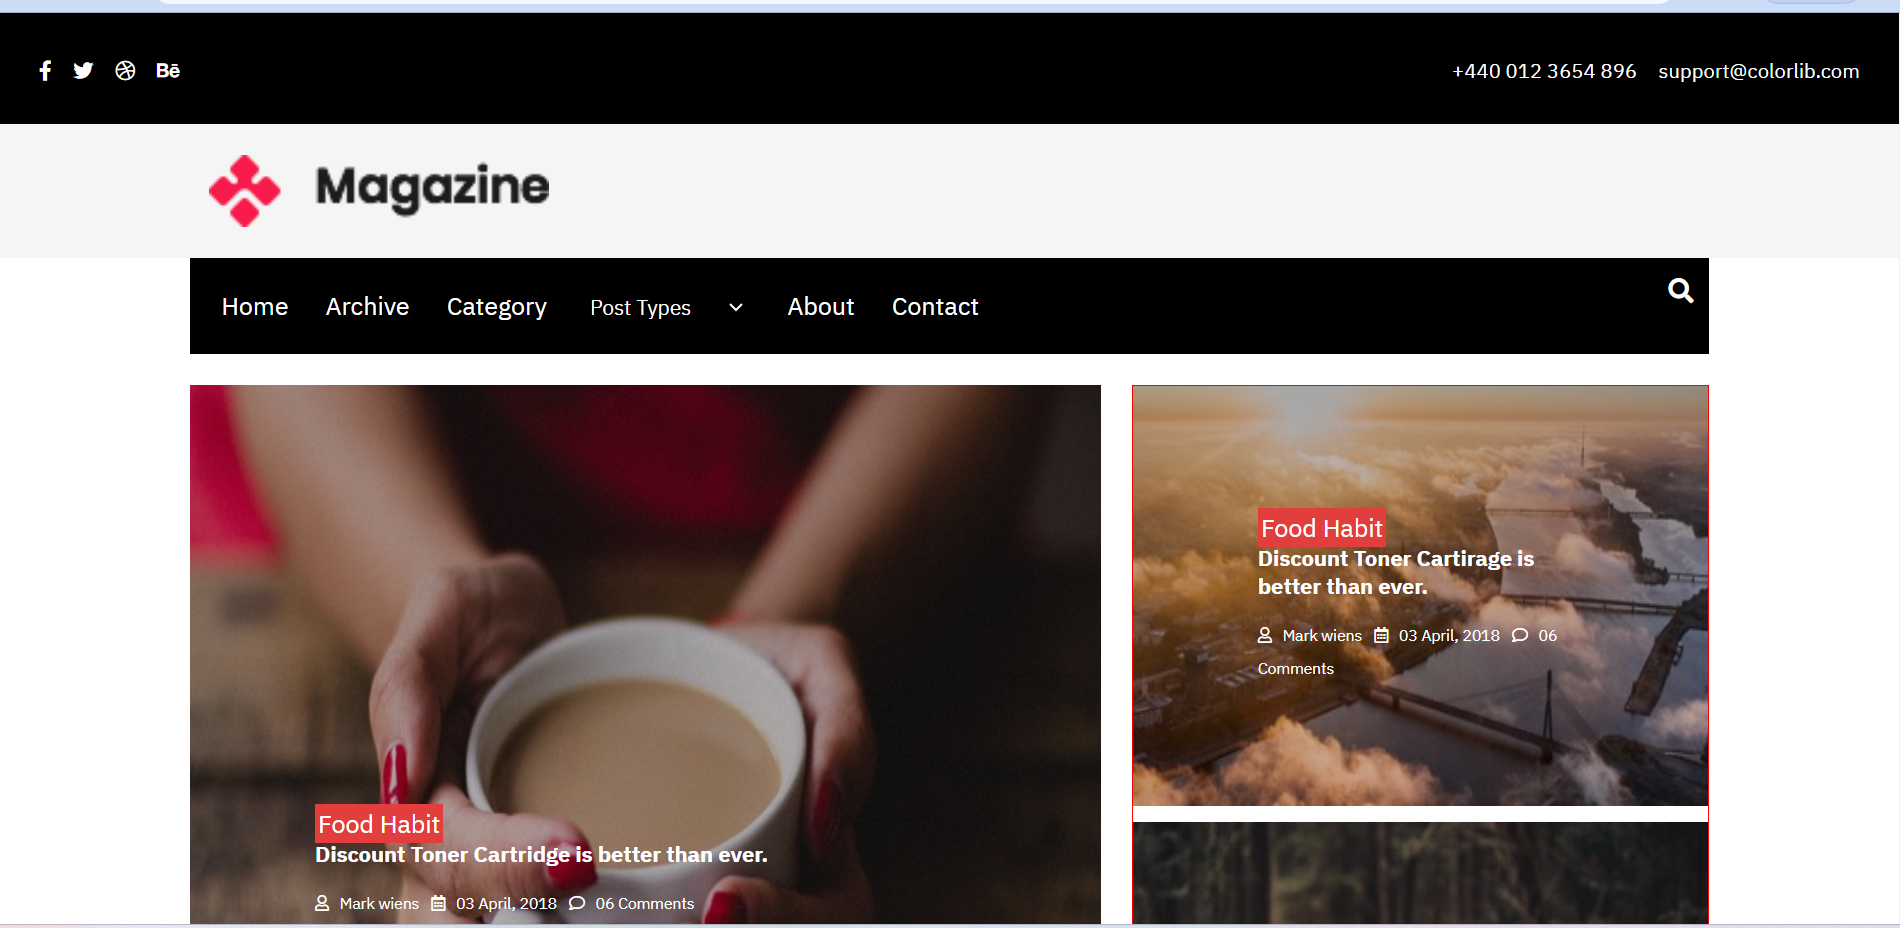 Bē
+440 012 3654 896 support@colorlib.com
Magazine
Home Archive Category Post Types About Contact
Food Habit
Discount Toner Cartridge is better than ever.
Mark wiens 03 April, 2018 06 Comments
Food Habit
Discount Toner Cartirage is
better than ever.
Mark wiens 03 April, 2018 06
Comments